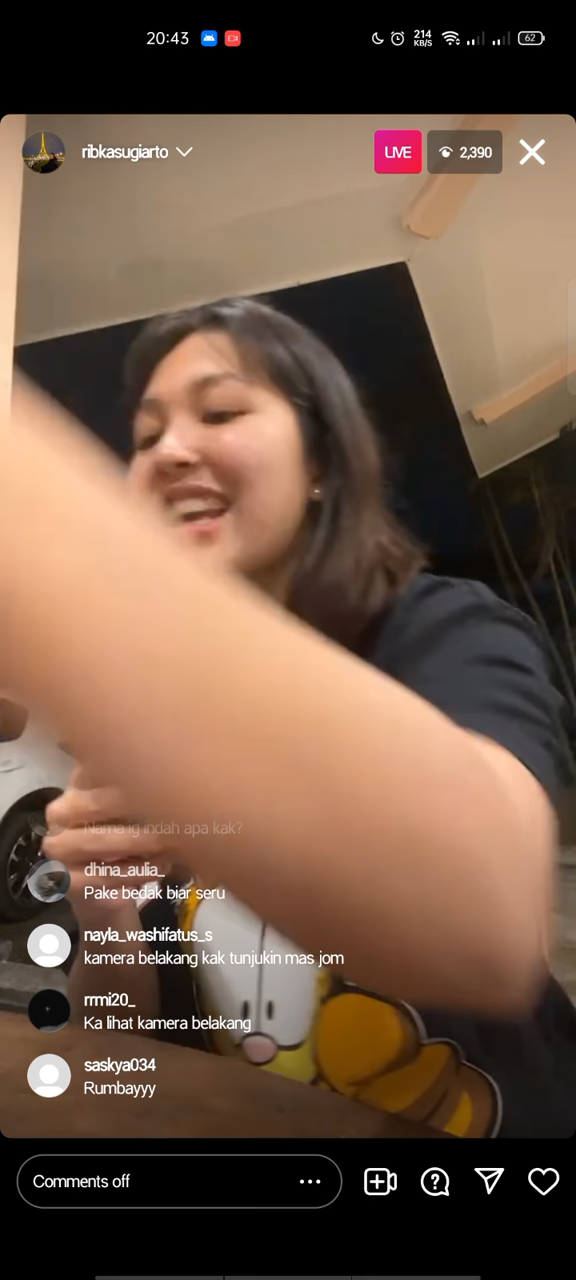 20:43
214
KB/S
62
ribkasugiarto
LIVE
2,390
Nama ig indah apa kak?
dhina_aulia_
Pake bedak biar seru
nayla_washifatus_s
kamera belakang kak tunjukin mas jom
rrmi20_
Ka lihat kamera belakang
saskya034
Rumbayyy
Comments off